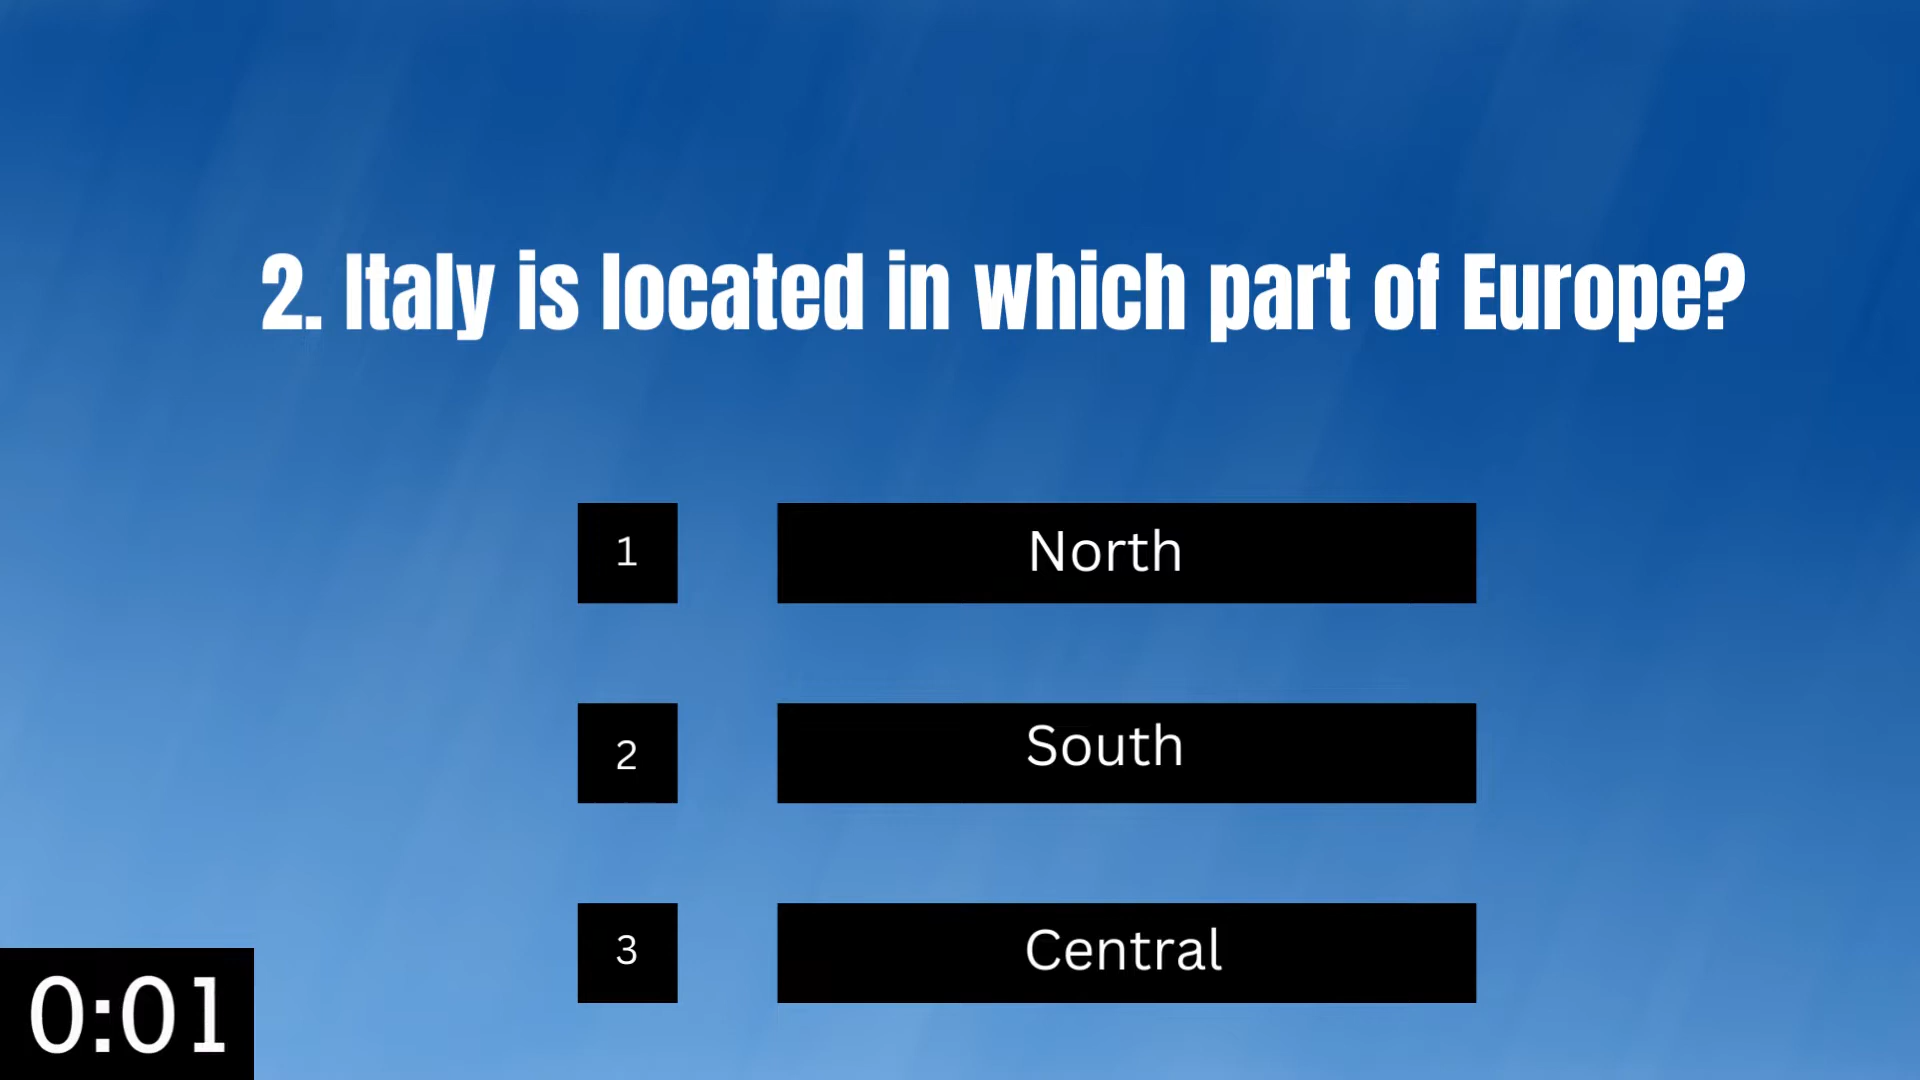 2. Italy is located in which part of Europe?
1 North
2 South
3 Central
0:01